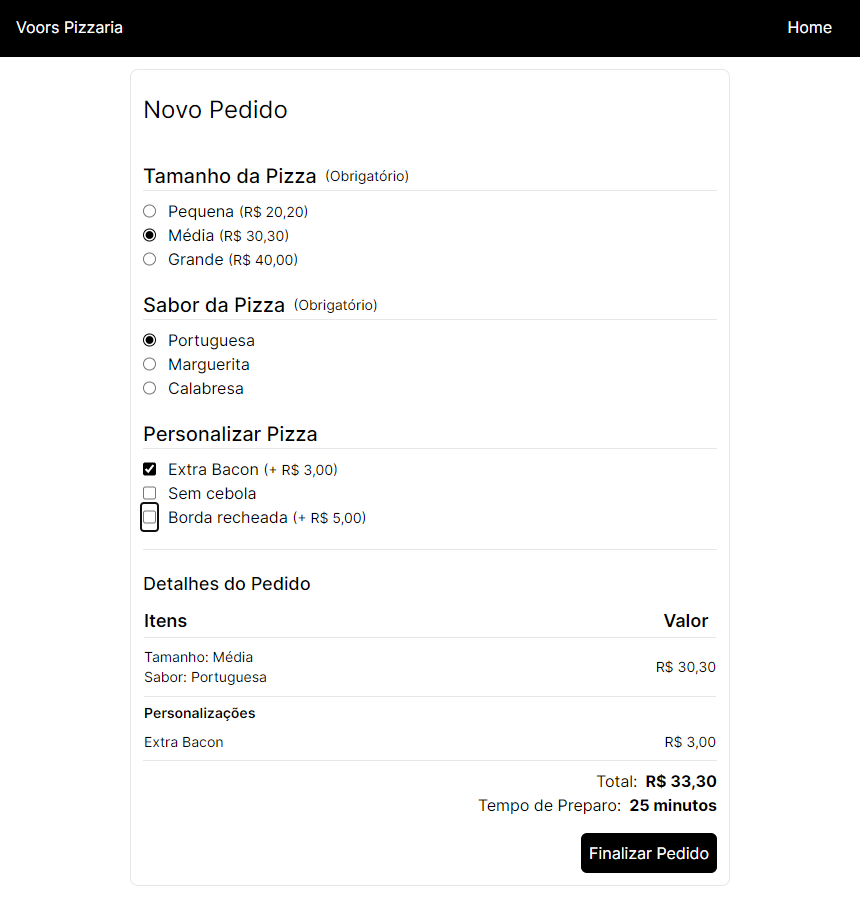 Voors Pizzaria Home
Novo Pedido
Tamanho da Pizza (Obrigatório)
Pequena (R$ 20,20)
Média (R$ 30,30)
Grande (R$ 40,00)
Sabor da Pizza (Obrigatório)
Portuguesa
Marguerita
Calabresa
Personalizar Pizza
Extra Bacon (+ R$ 3,00)
Sem cebola
Borda recheada (+ R$ 5,00)
Detalhes do Pedido
Itens Valor
Tamanho: Média
Sabor: Portuguesa
R$ 30,30
Personalizações
Extra Bacon R$ 3,00
Total: R$ 33,30
Tempo de Preparo: 25 minutos
Finalizar Pedido